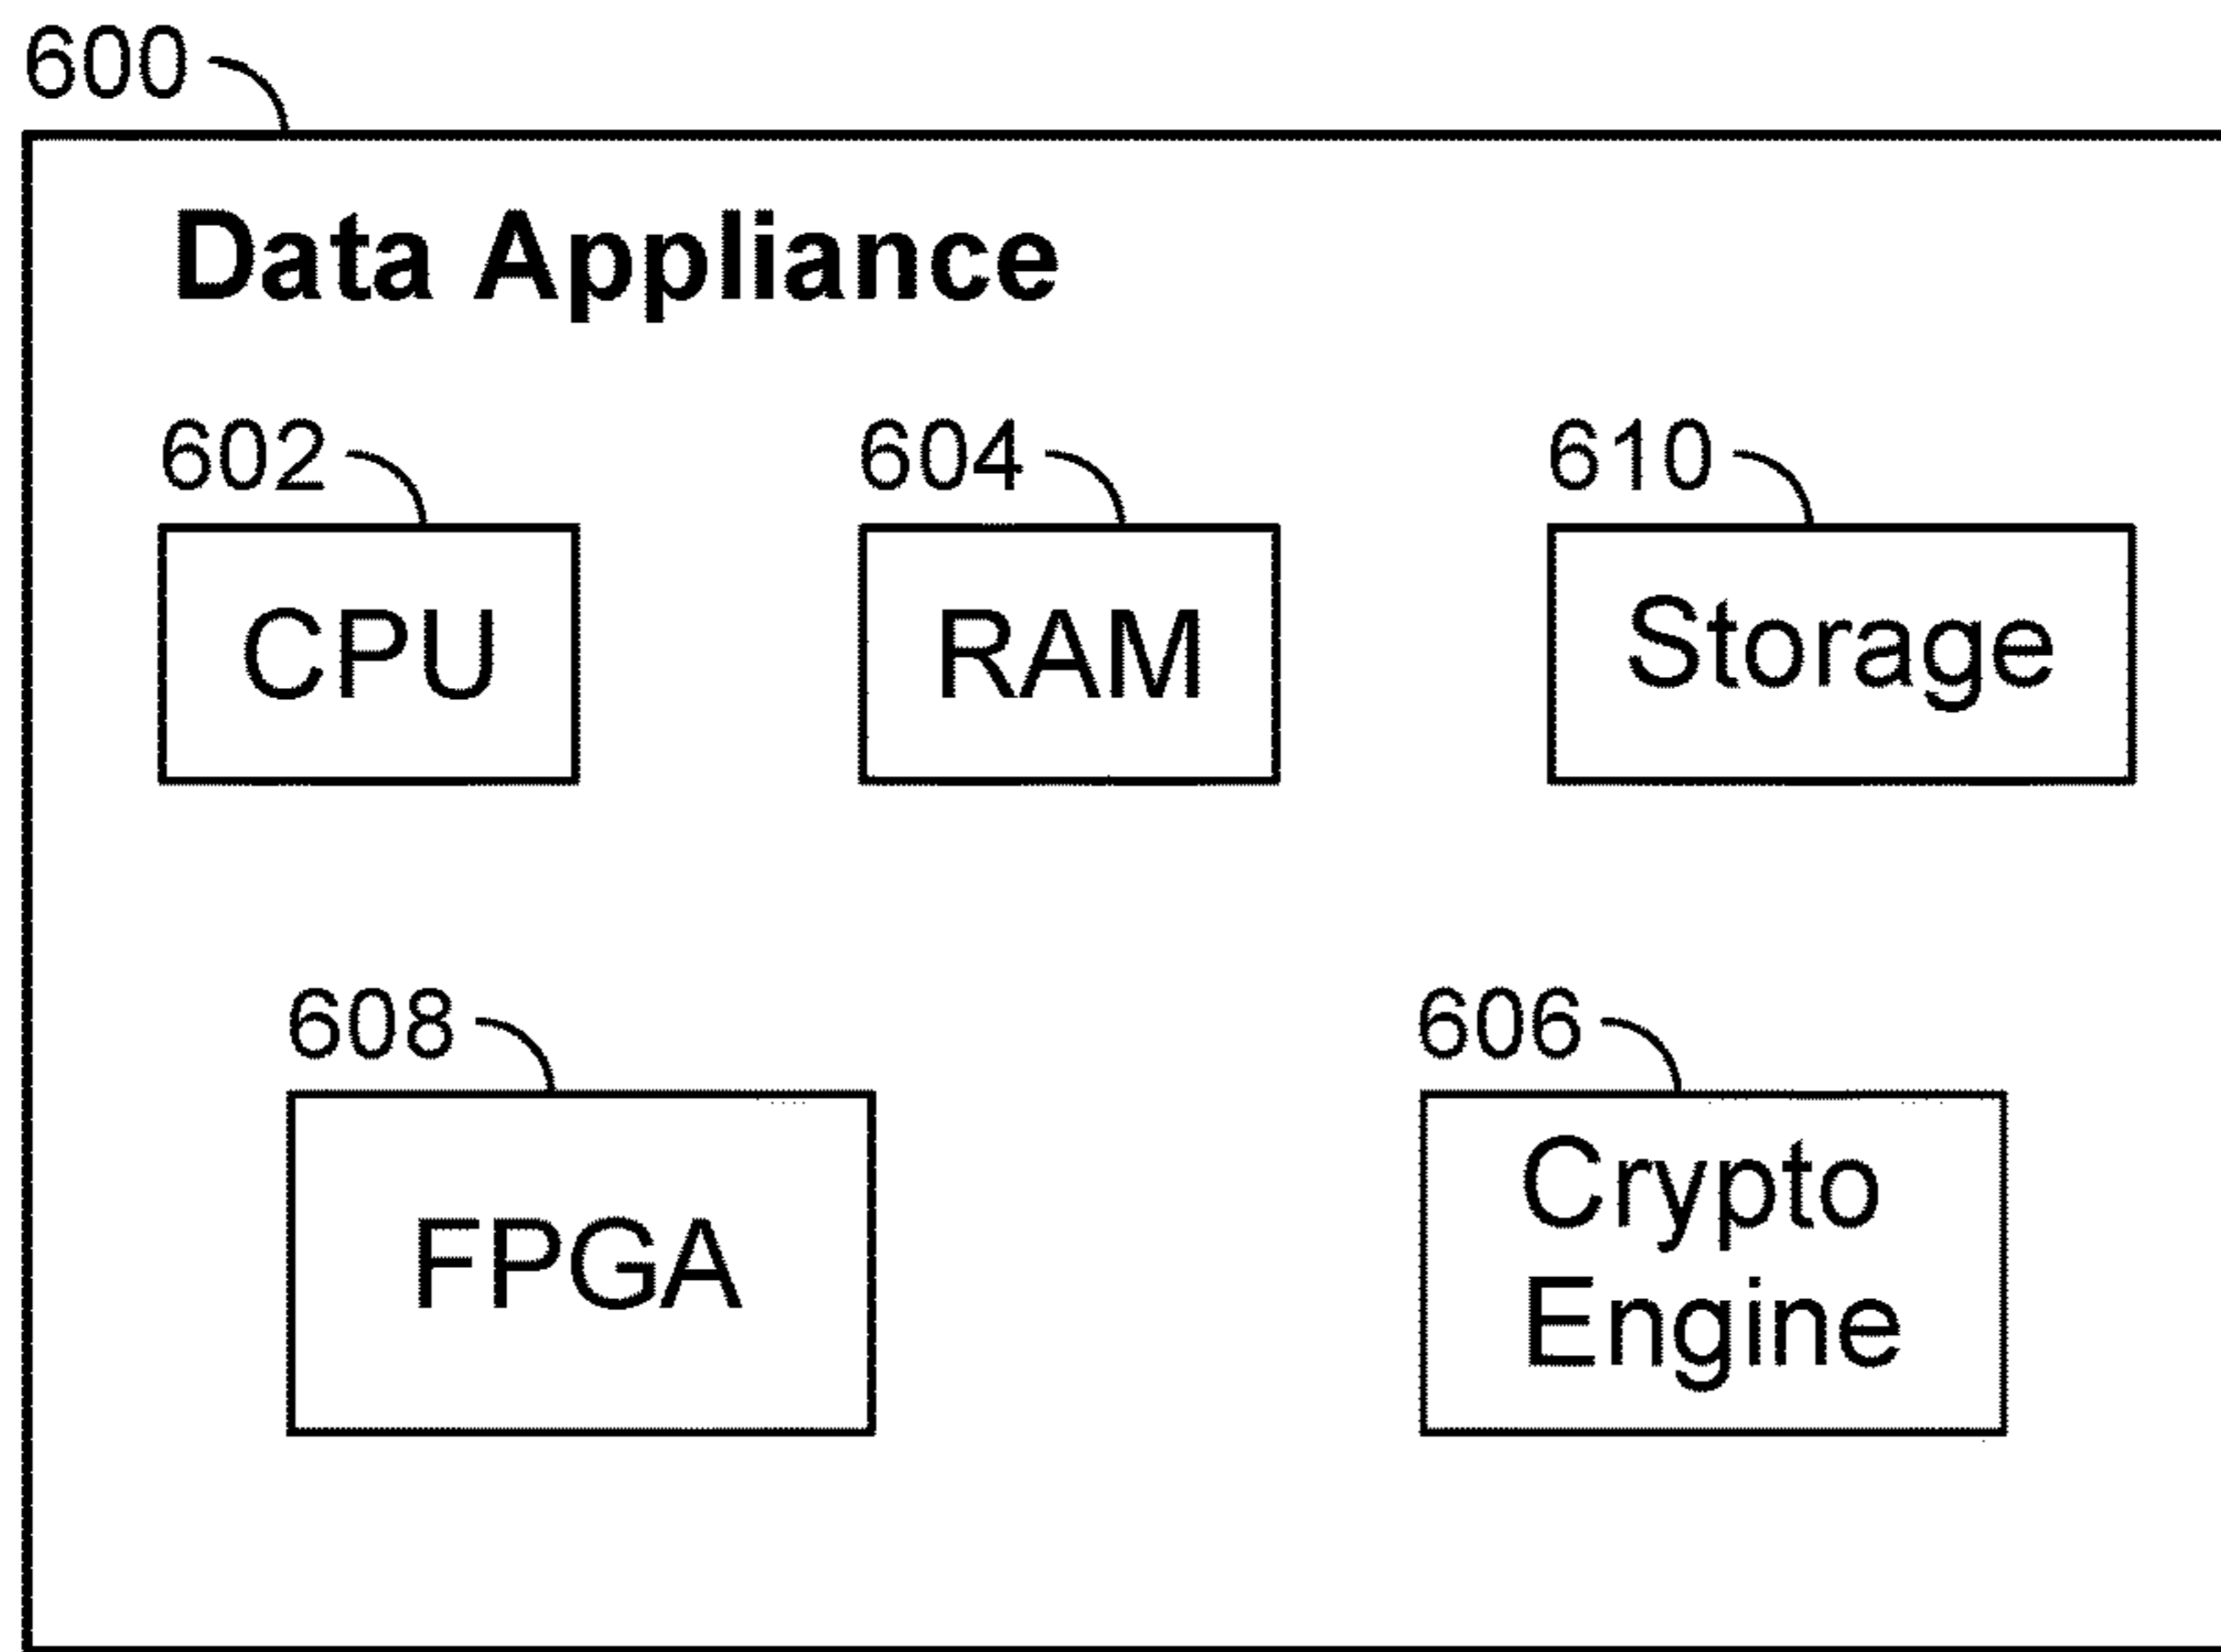 600
Data Appliance
602
604
610
CPU
RAM
Storage
608
606
FPGA
Crypto
Engine